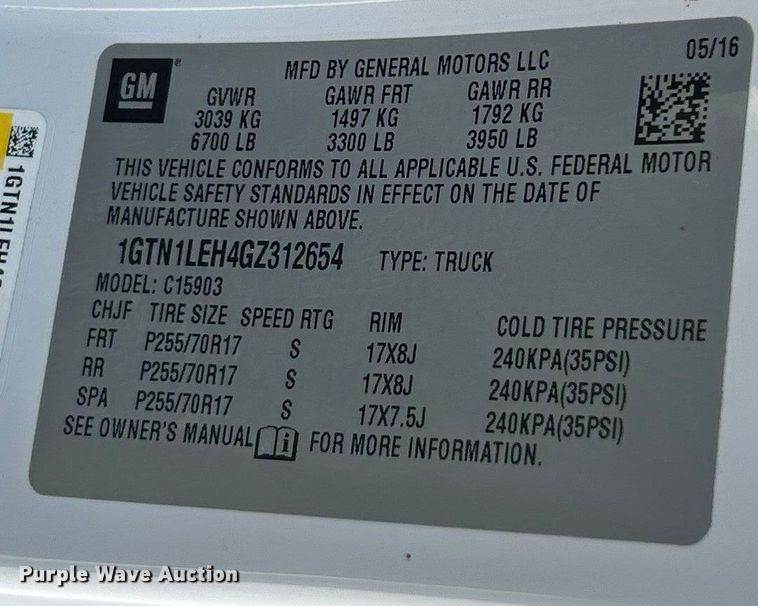 05/16
GM ®
MFD BY GENERAL MOTORS LLC
GVWR GAWR FRT GAWR RR
3039 KG 1497 KG 1792 KG
6700 LB 3300 LB 3950 LB
THIS VEHICLE CONFORMS TO ALL APPLICABLE U.S. FEDERAL MOTOR
VEHICLE SAFETY STANDARDS IN EFFECT ON THE DATE OF
MANUFACTURE SHOWN ABOVE.
1GTN1LEH4GZ312654 TYPE: TRUCK
MODEL: C15903
CHJF TIRE SIZE SPEED RTG RIM COLD TIRE PRESSURE
FRT P255/70R17 S 17X8J 240KPA(35PSI)
RR P255/70R17 S 17X8J 240KPA(35PSI)
SPA P255/70R17 S 17X7.5J 240KPA(35PSI)
SEE OWNER'S MANUAL i FOR MORE INFORMATION.
1GTN1LEH4
Purple Wave Auction